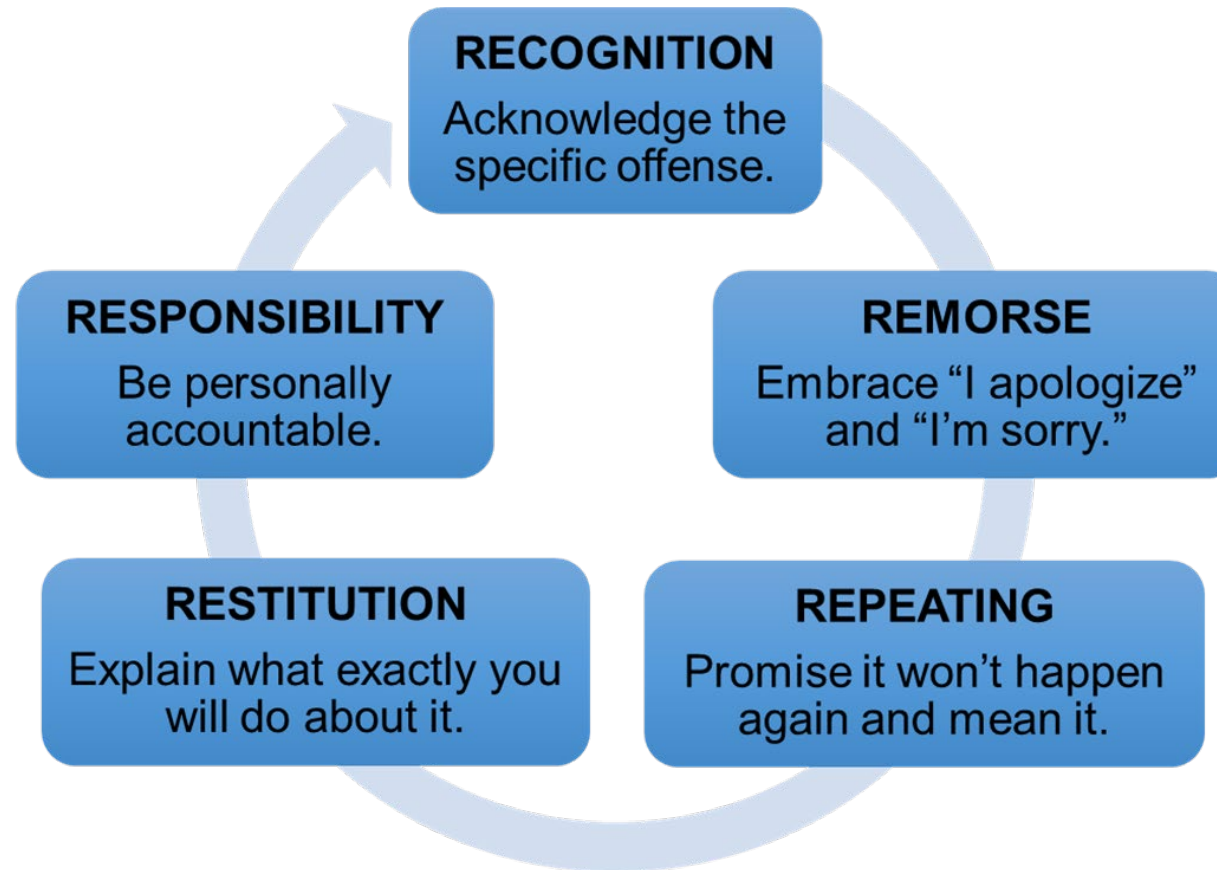 RECOGNITION
Acknowledge the
specific offense.
REMORSE
Embrace “I apologize”
and “I’m sorry.”
REPEATING
Promise it won’t happen
again and mean it.
RESTITUTION
Explain what exactly you
will do about it.
RESPONSIBILITY
Be personally
accountable.